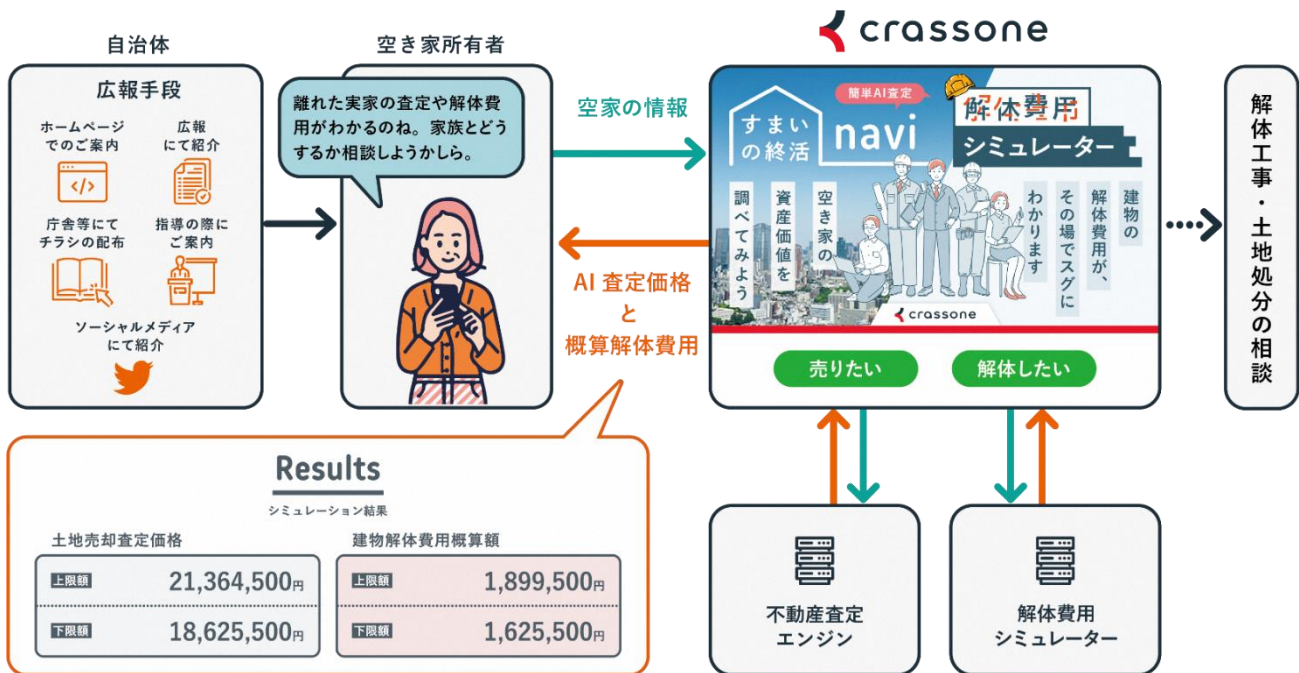 自治体
広報手段
ホームページ
でのご案内
広報
にて紹介
庁舎等にて
チラシの配布
指導の際に
ご案内
ソーシャルメディア
にて紹介
空き家所有者
離れた実家の査定や解体費
用がわかるのね。家族とどう
するか相談しようかしら。
空家の情報
AI 査定価格
と
概算解体費用
crassone
すまい
の終活
navi
簡単AI査定
解体費用
シミュレーター
建物の
解体費用が、
その場でスグに
わかります
空き家の
資産価値を
調べてみよう
crassone
売りたい
解体したい
解体工事・土地処分の相談
Results
シミュレーション結果
土地売却査定価格
上限額 21,364,500円
下限額 18,625,500円
建物解体費用概算額
上限額 1,899,500円
下限額 1,625,500円
不動産査定
エンジン
解体費用
シミュレーター